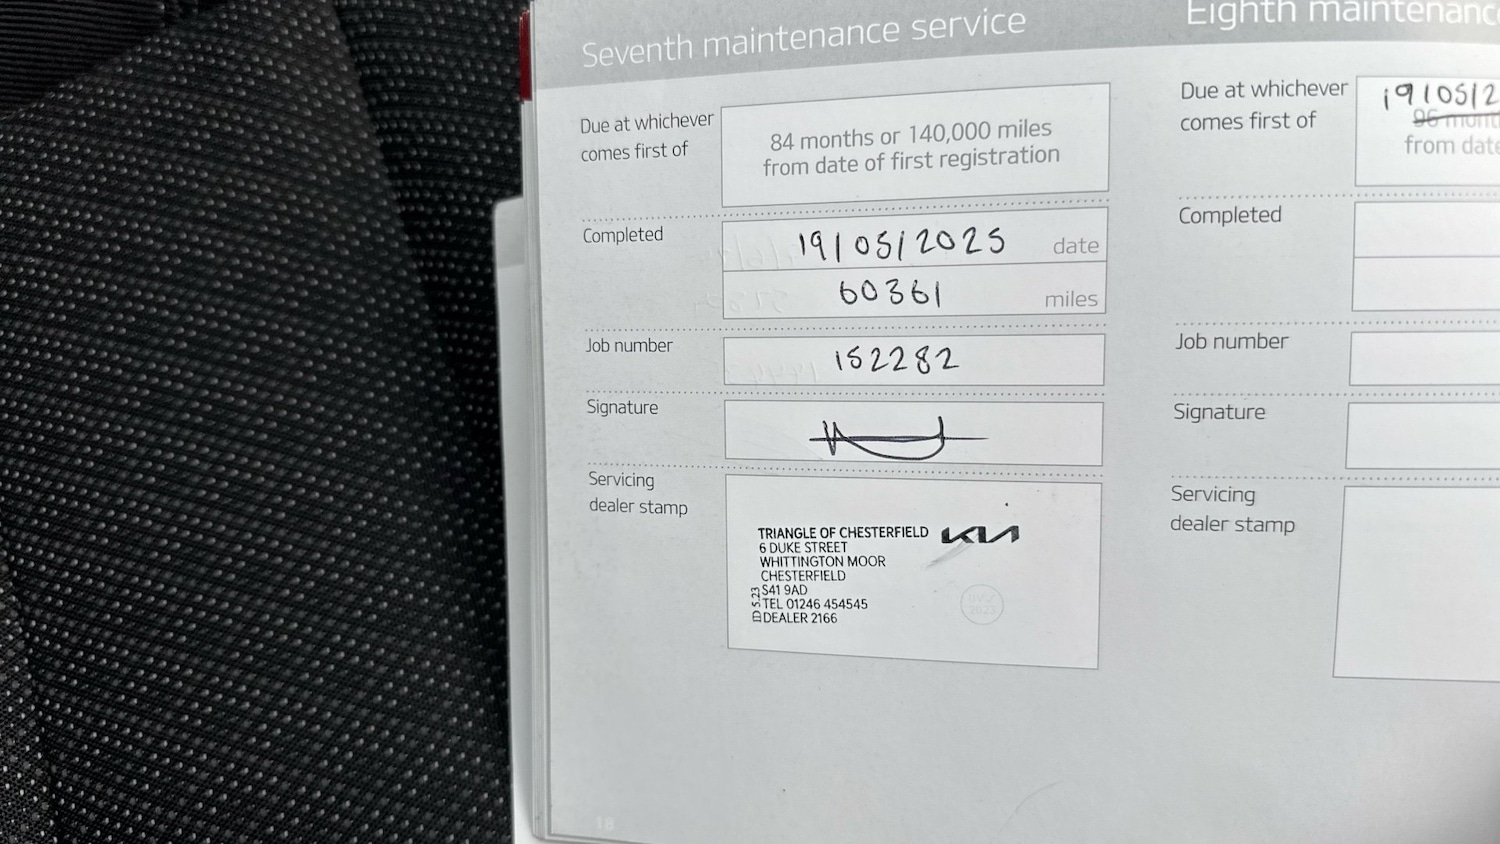 Seventh maintenance service
Due at whichever
comes first of
84 months or 140,000 miles
from date of first registration
Completed
19/05/2025 date
60361 miles
Job number
152282
Signature
Servicing
dealer stamp
TRIANGLE OF CHESTERFIELD KIA
6 DUKE STREET
WHITTINGTON MOOR
CHESTERFIELD
S41 9AD
TEL 01246 454545
DEALER 2166
18
Eighth maintenanc
Due at whichever
comes first of
19/05/2
96 mont
from date
Completed
Job number
Signature
Servicing
dealer stamp